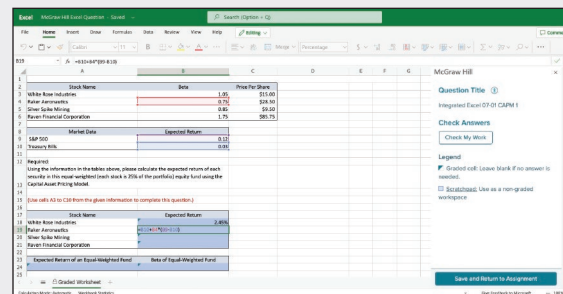 Excel McGraw Hill Excel Question - Saved
Search (Option + Q)
File Home Insert Draw Formulas Data Review View Help Editing
Calibri 11 B Merge Percentage
B19 fx =B10+B4*(B9-B10)
A B C D E F G
Stock Name Beta Price Per Share
White Rose Industries 1.05 $15.00
Raker Aeronautics 0.75 $28.50
Silver Spike Mining 0.85 $9.50
Raven Financial Corporation 1.75 $85.75
Market Data Expected Return
S&P 500 0.12
Treasury Bills 0.03
Required:
Using the information in the tables above, please calculate the expected return of each
security in this equal-weighted (each stock is 25% of the portfolio) equity fund using the
Capital Asset Pricing Model.
(Use cells A3 to C10 from the given information to complete this question.)
Stock Name Expected Return
White Rose Industries 2.45%
Raker Aeronautics =B10+B4*(B9-B10)
Silver Spike Mining
Raven Financial Corporation
Expected Return of an Equal-Weighted Fund Beta of Equal-Weighted Fund
Graded Worksheet
McGraw Hill
Question Title
Integrated Excel 07-01 CAPM 1
Check Answers
Check My Work
Legend
Graded cell: Leave blank if no answer is
needed.
Scratchpad: Use as a non-graded
workspace
Save and Return to Assignment